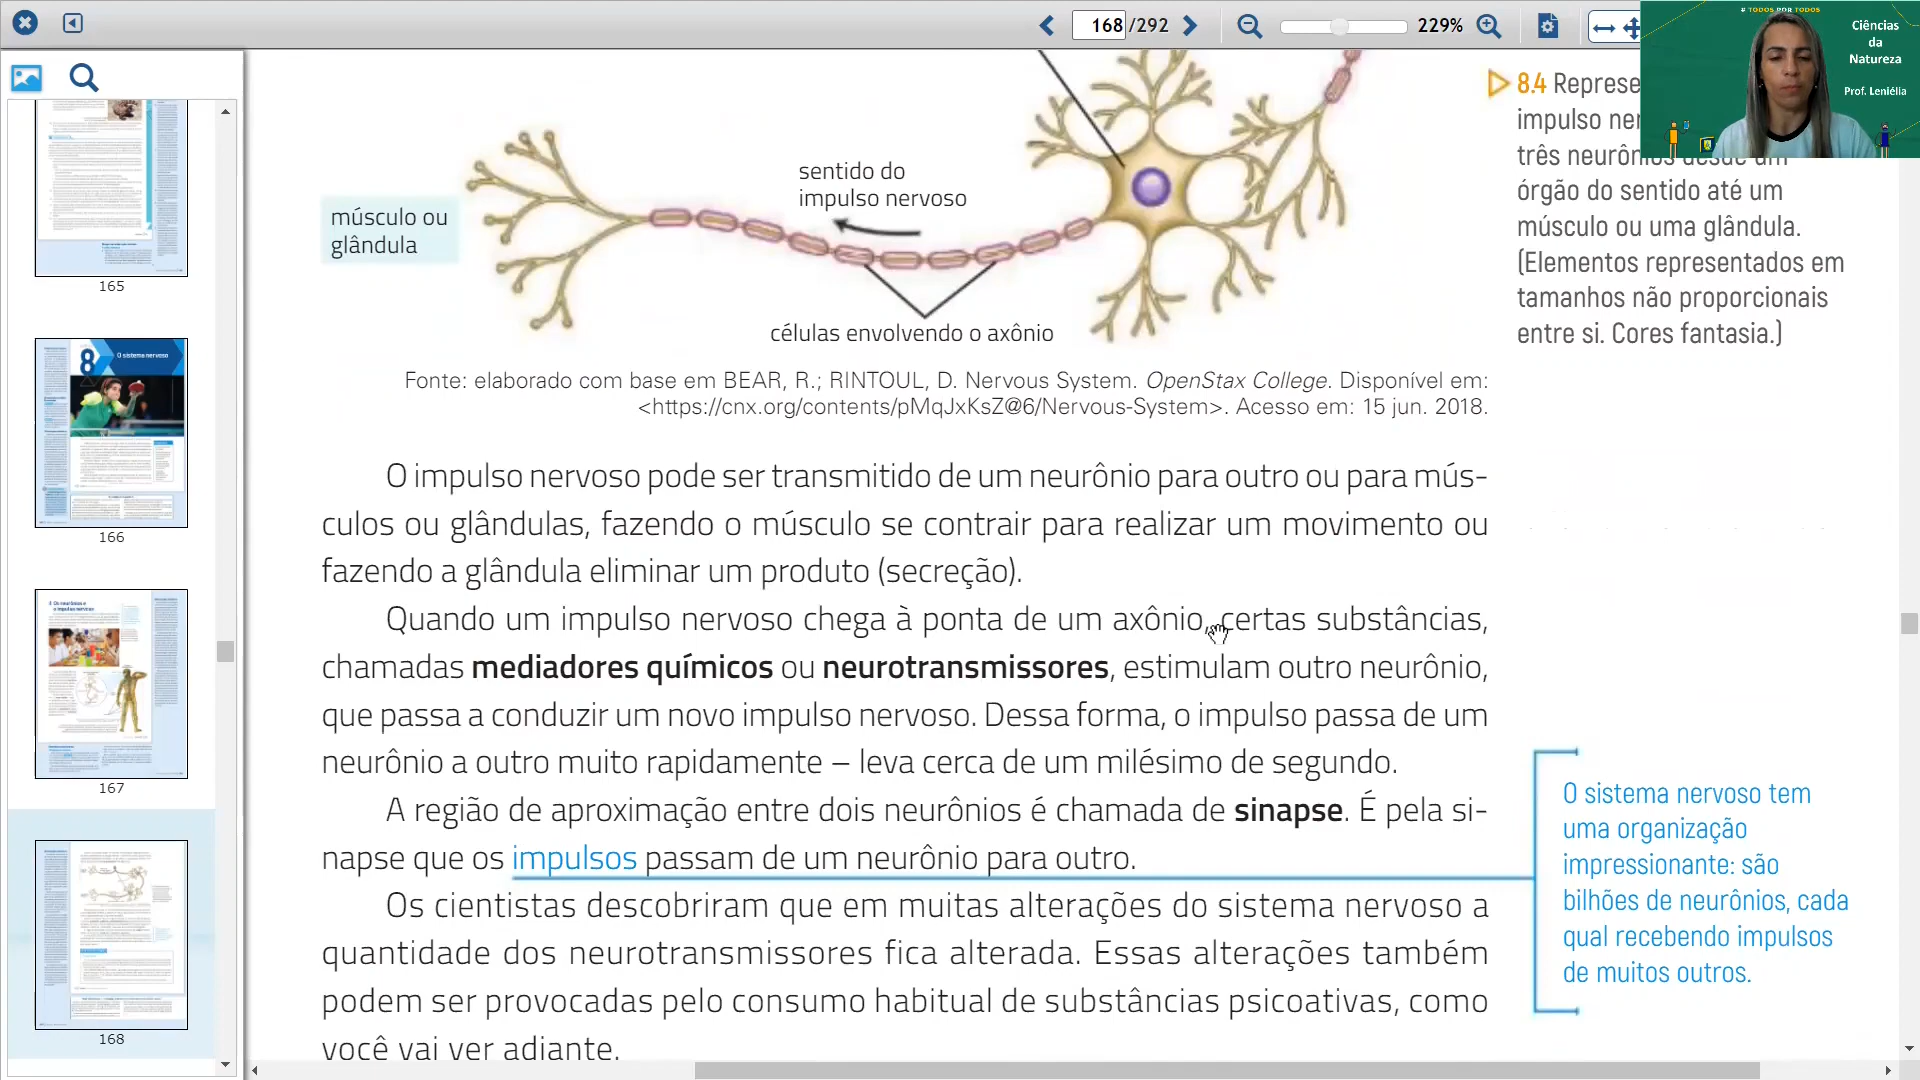 168 /292
229%
# TODOS POR TODOS
Ciências
da
Natureza
Prof. Leniélia
165
8
O sistema nervoso
166
167
168
músculo ou
glândula
sentido do
impulso nervoso
células envolvendo o axônio
8.4 Represe
impulso ner
três neurônios desde um
órgão do sentido até um
músculo ou uma glândula.
(Elementos representados em
tamanhos não proporcionais
entre si. Cores fantasia.)
Fonte: elaborado com base em BEAR, R.; RINTOUL, D. Nervous System. OpenStax College. Disponível em:
<https://cnx.org/contents/pMqJxKsZ@6/Nervous-System>. Acesso em: 15 jun. 2018.
O impulso nervoso pode ser transmitido de um neurônio para outro ou para mús-
culos ou glândulas, fazendo o músculo se contrair para realizar um movimento ou
fazendo a glândula eliminar um produto (secreção).
Quando um impulso nervoso chega à ponta de um axônio, certas substâncias,
chamadas mediadores químicos ou neurotransmissores, estimulam outro neurônio,
que passa a conduzir um novo impulso nervoso. Dessa forma, o impulso passa de um
neurônio a outro muito rapidamente – leva cerca de um milésimo de segundo.
A região de aproximação entre dois neurônios é chamada de sinapse. É pela si-
napse que os impulsos passam de um neurônio para outro.
Os cientistas descobriram que em muitas alterações do sistema nervoso a
quantidade dos neurotransmissores fica alterada. Essas alterações também
podem ser provocadas pelo consumo habitual de substâncias psicoativas, como
você vai ver adiante.
O sistema nervoso tem
uma organização
impressionante: são
bilhões de neurônios, cada
qual recebendo impulsos
de muitos outros.